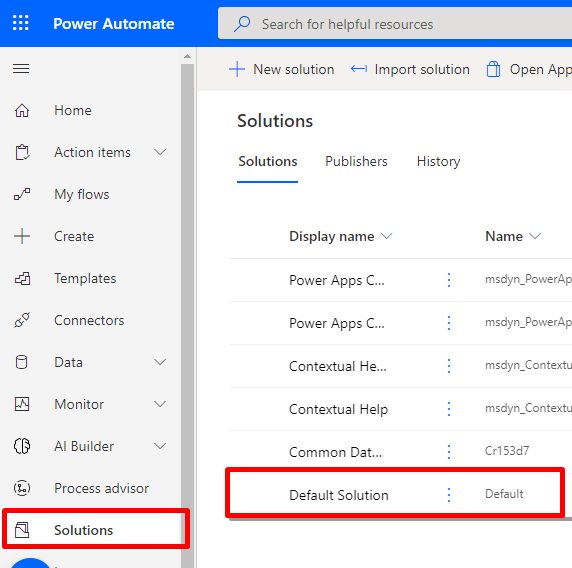 Power Automate
Search for helpful resources
New solution
Import solution
Open App
Home
Action items
My flows
Create
Templates
Connectors
Data
Monitor
AI Builder
Process advisor
Solutions
Solutions
Solutions Publishers History
Display name Name
Power Apps C... msdyn_PowerAp
Power Apps C... msdyn_PowerAp
Contextual He... msdyn_Contextu
Contextual Help msdyn_Contextu
Common Dat... Cr153d7
Default Solution Default